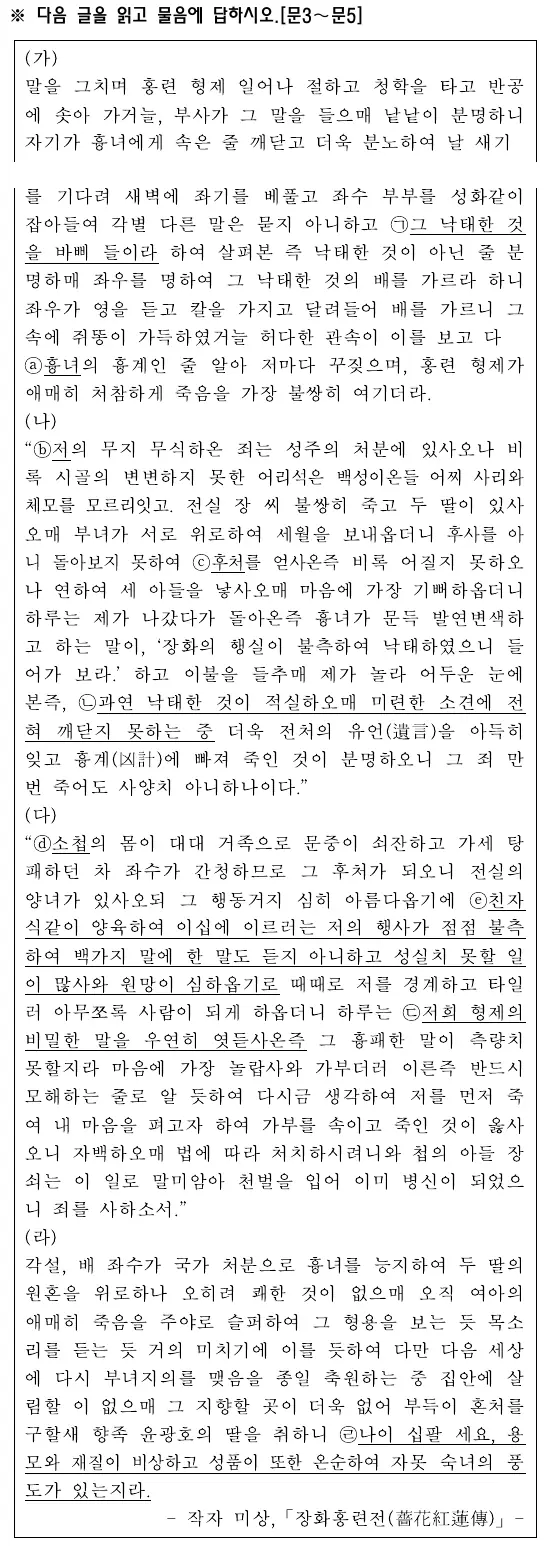 ※ 다음 글을 읽고 물음에 답하시오.[문3～문5]
(가)
말을 그치며 홍련 형제 일어나 절하고 청학을 타고 반공
에 솟아 가거늘, 부사가 그 말을 들으매 낱낱이 분명하니
자기가 흉녀에게 속은 줄 깨닫고 더욱 분노하여 날 새기
를 기다려 새벽에 좌기를 베풀고 좌수 부부를 성화같이
잡아들여 각별 다른 말은 묻지 아니하고 ㉠그 낙태한 것
을 바삐 들이라 하여 살펴본 즉 낙태한 것이 아닌 줄 분
명하매 좌우를 명하여 그 낙태한 것의 배를 가르라 하니
좌우가 영을 듣고 칼을 가지고 달려들어 배를 가르니 그
속에 쥐똥이 가득하였거늘 허다한 관속이 이를 보고 다
ⓐ흉녀의 흉계인 줄 알아 저마다 꾸짖으며, 홍련 형제가
애매히 처참하게 죽음을 가장 불쌍히 여기더라.
(나)
“ⓑ저의 무지 무식하온 죄는 성주의 처분에 있사오나 비
록 시골의 변변하지 못한 어리석은 백성이온들 어찌 사리와
체모를 모르리잇고. 전실 장 씨 불쌍히 죽고 두 딸이 있사
오매 부녀가 서로 위로하여 세월을 보내옵더니 후사를 아
니 돌아보지 못하여 ⓒ후처를 얻사온즉 비록 어질지 못하오
나 연하여 세 아들을 낳사오매 마음에 가장 기뻐하옵더니
하루는 제가 나갔다가 돌아온즉 흉녀가 문득 발연변색하
고 하는 말이, ‘장화의 행실이 불측하여 낙태하였으니 들
어가 보라.’ 하고 이불을 들추매 제가 놀라 어두운 눈에
본즉, ㉡과연 낙태한 것이 적실하오매 미련한 소견에 전
혀 깨닫지 못하는 중 더욱 전처의 유언(遺言)을 아득히
잊고 흉계(凶計)에 빠져 죽인 것이 분명하오니 그 죄 만
번 죽어도 사양치 아니하나이다.”
(다)
“ⓓ소첩의 몸이 대대 거족으로 문중이 쇠잔하고 가세 탕
패하던 차 좌수가 간청하므로 그 후처가 되오니 전실의
양녀가 있사오되 그 행동거지 심히 아름다옵기에 ⓔ친자
식같이 양육하여 이십에 이르러는 저의 행사가 점점 불측
하여 백가지 말에 한 말도 듣지 아니하고 성실치 못할 일
이 많사와 원망이 심하옵기로 때때로 저를 경계하고 타일
러 아무쪼록 사람이 되게 하옵더니 하루는 ㉢저희 형제의
비밀한 말을 우연히 엿듣사온즉 그 흉패한 말이 측량치
못할지라 마음에 가장 놀랍사와 가부더러 이른즉 반드시
모해하는 줄로 알 듯하여 다시금 생각하여 저를 먼저 죽
여 내 마음을 펴고자 하여 가부를 속이고 죽인 것이 옳사
오니 자백하오매 법에 따라 처치하시려니와 첩의 아들 장
쇠는 이 일로 말미암아 천벌을 입어 이미 병신이 되었으
니 죄를 사하소서.”
(라)
각설, 배 좌수가 국가 처분으로 흉녀를 능지하여 두 딸의
원혼을 위로하나 오히려 쾌한 것이 없으매 오직 여아의
애매히 죽음을 주야로 슬퍼하여 그 형용을 보는 듯 목소
리를 듣는 듯 거의 미치기에 이를 듯하여 다만 다음 세상
에 다시 부녀지의를 맺음을 종일 축원하는 중 집안에 살
림할 이 없으매 그 지향할 곳이 더욱 없어 부득이 혼처를
구할새 향족 윤광호의 딸을 취하니 ㉣나이 십팔 세요, 용
모와 재질이 비상하고 성품이 또한 온순하여 자못 숙녀의 풍
도가 있는지라.
- 작자 미상,「장화홍련전(薔花紅蓮傳)」-